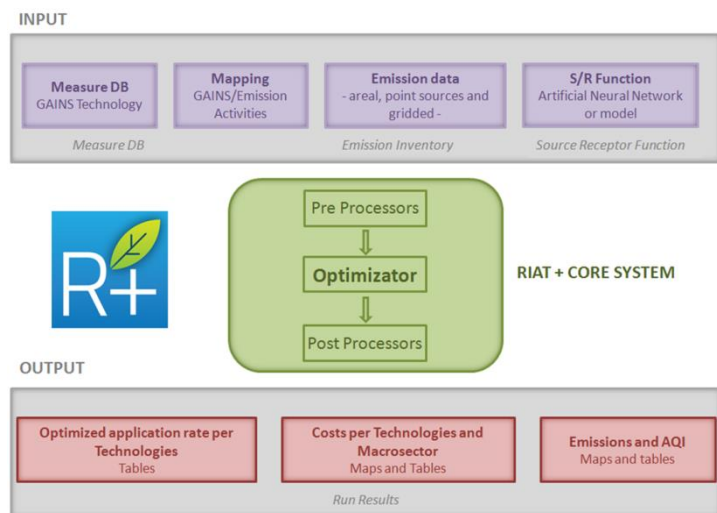 INPUT
Measure DB
GAINS Technology
Mapping
GAINS/Emission
Activities
Emission data
- areal, point sources and
gridded -
S/R Function
Artificial Neural Network
or model
Measure DB
Emission Inventory
Source Receptor Function
R+
Pre Processors
Optimizator
Post Processors
RIAT + CORE SYSTEM
OUTPUT
Optimized application rate per
Technologies
Tables
Costs per Technologies and
Macrosector
Maps and Tables
Emissions and AQI
Maps and tables
Run Results